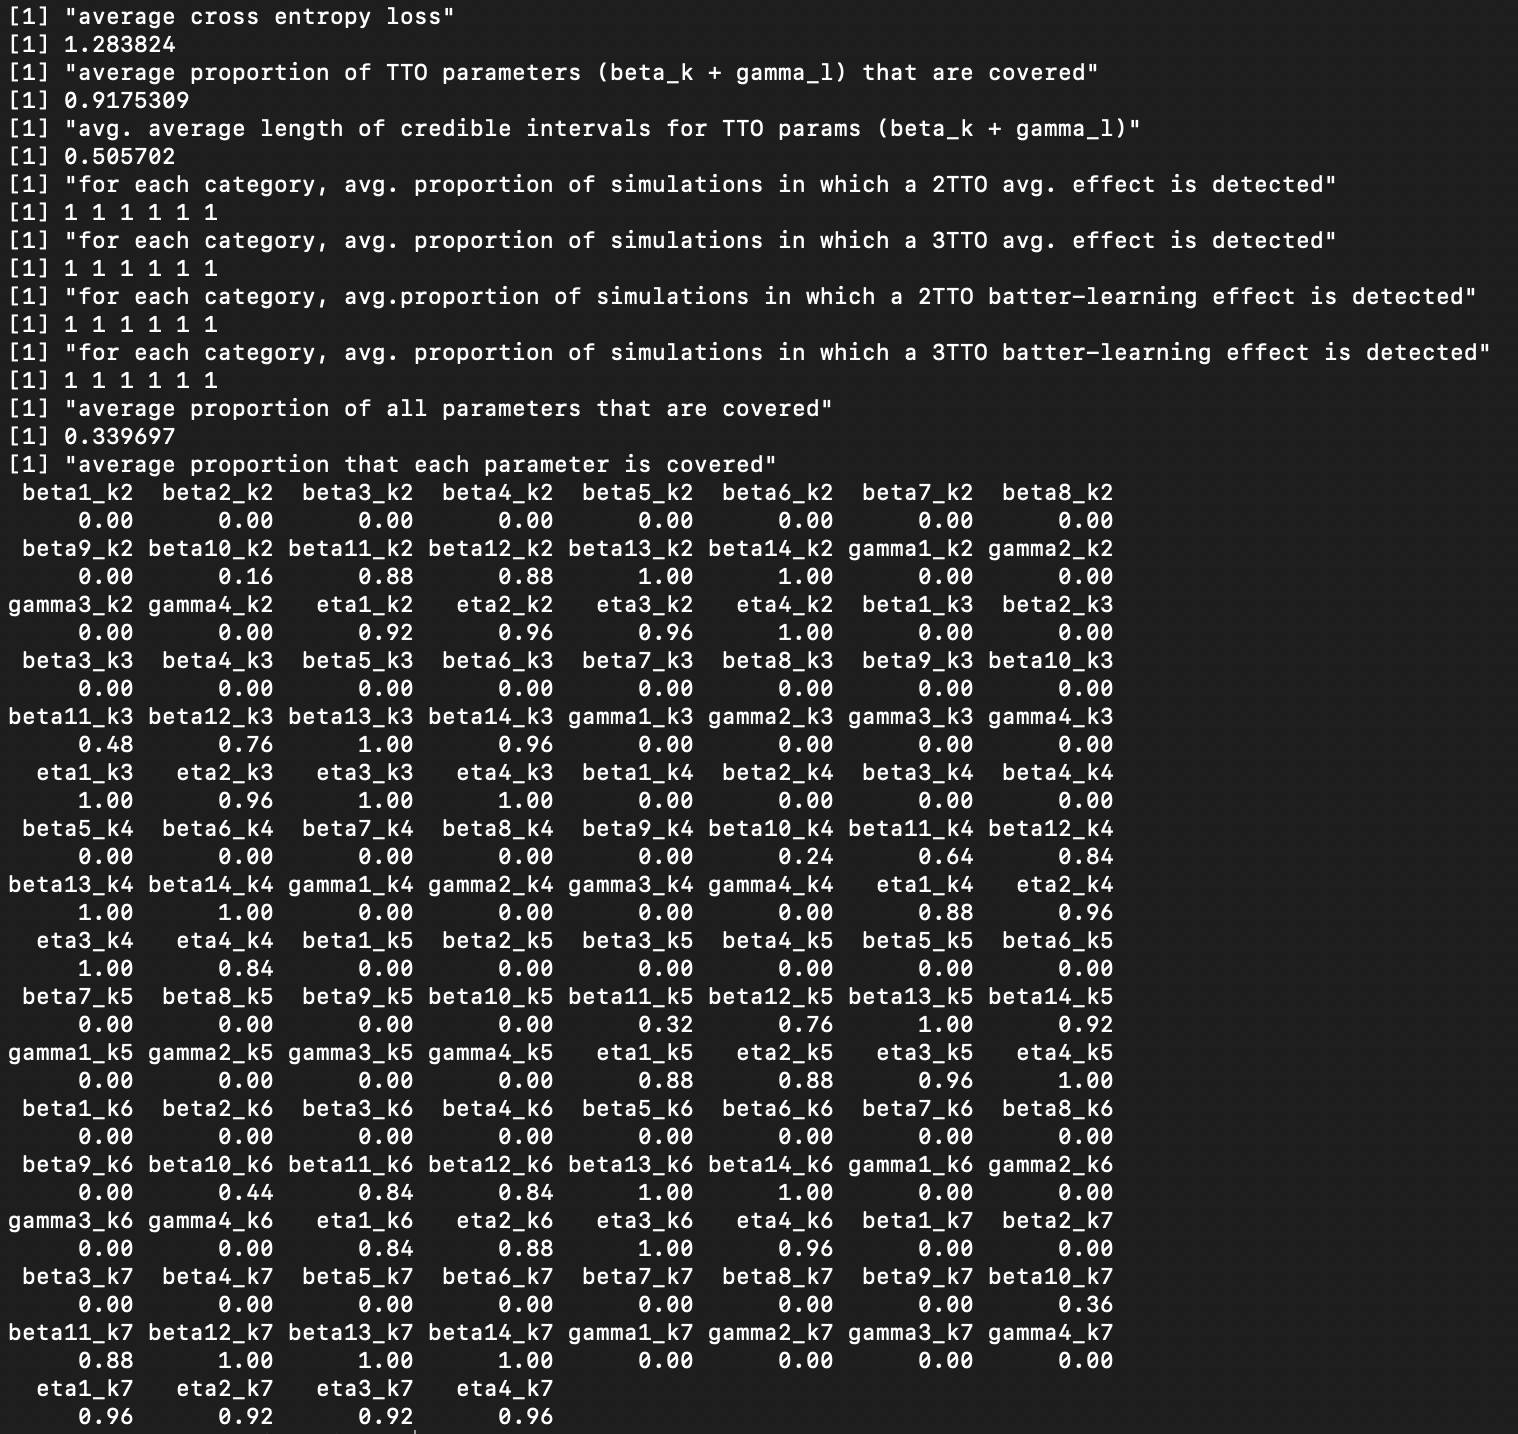 [1] "average cross entropy loss"
[1] 1.283824
[1] "average proportion of TTO parameters (beta_k + gamma_l) that are covered"
[1] 0.9175309
[1] "avg. average length of credible intervals for TTO params (beta_k + gamma_l)"
[1] 0.505702
[1] "for each category, avg. proportion of simulations in which a 2TTO avg. effect is detected"
[1] 1 1 1 1 1 1
[1] "for each category, avg. proportion of simulations in which a 3TTO avg. effect is detected"
[1] 1 1 1 1 1 1
[1] "for each category, avg.proportion of simulations in which a 2TTO batter-learning effect is detected"
[1] 1 1 1 1 1 1
[1] "for each category, avg. proportion of simulations in which a 3TTO batter-learning effect is detected"
[1] 1 1 1 1 1 1
[1] "average proportion of all parameters that are covered"
[1] 0.339697
[1] "average proportion that each parameter is covered"
beta1_k2 beta2_k2 beta3_k2 beta4_k2 beta5_k2 beta6_k2 beta7_k2 beta8_k2
0.00 0.00 0.00 0.00 0.00 0.00 0.00 0.00
beta9_k2 beta10_k2 beta11_k2 beta12_k2 beta13_k2 beta14_k2 gamma1_k2 gamma2_k2
0.00 0.16 0.88 0.88 1.00 1.00 0.00 0.00
gamma3_k2 gamma4_k2 eta1_k2 eta2_k2 eta3_k2 eta4_k2 beta1_k3 beta2_k3
0.00 0.00 0.92 0.96 0.96 1.00 0.00 0.00
beta3_k3 beta4_k3 beta5_k3 beta6_k3 beta7_k3 beta8_k3 beta9_k3 beta10_k3
0.00 0.00 0.00 0.00 0.00 0.00 0.00 0.00
beta11_k3 beta12_k3 beta13_k3 beta14_k3 gamma1_k3 gamma2_k3 gamma3_k3 gamma4_k3
0.48 0.76 1.00 0.96 0.00 0.00 0.00 0.00
eta1_k3 eta2_k3 eta3_k3 eta4_k3 beta1_k4 beta2_k4 beta3_k4 beta4_k4
1.00 0.96 1.00 1.00 0.00 0.00 0.00 0.00
beta5_k4 beta6_k4 beta7_k4 beta8_k4 beta9_k4 beta10_k4 beta11_k4 beta12_k4
0.00 0.00 0.00 0.00 0.00 0.24 0.64 0.84
beta13_k4 beta14_k4 gamma1_k4 gamma2_k4 gamma3_k4 gamma4_k4 eta1_k4 eta2_k4
1.00 1.00 0.00 0.00 0.00 0.00 0.88 0.96
eta3_k4 eta4_k4 beta1_k5 beta2_k5 beta3_k5 beta4_k5 beta5_k5 beta6_k5
1.00 0.84 0.00 0.00 0.00 0.00 0.00 0.00
beta7_k5 beta8_k5 beta9_k5 beta10_k5 beta11_k5 beta12_k5 beta13_k5 beta14_k5
0.00 0.00 0.00 0.00 0.32 0.76 1.00 0.92
gamma1_k5 gamma2_k5 gamma3_k5 gamma4_k5 eta1_k5 eta2_k5 eta3_k5 eta4_k5
0.00 0.00 0.00 0.00 0.88 0.88 0.96 1.00
beta1_k6 beta2_k6 beta3_k6 beta4_k6 beta5_k6 beta6_k6 beta7_k6 beta8_k6
0.00 0.00 0.00 0.00 0.00 0.00 0.00 0.00
beta9_k6 beta10_k6 beta11_k6 beta12_k6 beta13_k6 beta14_k6 gamma1_k6 gamma2_k6
0.00 0.44 0.84 0.84 1.00 1.00 0.00 0.00
gamma3_k6 gamma4_k6 eta1_k6 eta2_k6 eta3_k6 eta4_k6 beta1_k7 beta2_k7
0.00 0.00 0.84 0.88 1.00 0.96 0.00 0.00
beta3_k7 beta4_k7 beta5_k7 beta6_k7 beta7_k7 beta8_k7 beta9_k7 beta10_k7
0.00 0.00 0.00 0.00 0.00 0.00 0.00 0.36
beta11_k7 beta12_k7 beta13_k7 beta14_k7 gamma1_k7 gamma2_k7 gamma3_k7 gamma4_k7
0.88 1.00 1.00 1.00 0.00 0.00 0.00 0.00
eta1_k7 eta2_k7 eta3_k7 eta4_k7
0.96 0.92 0.92 0.96